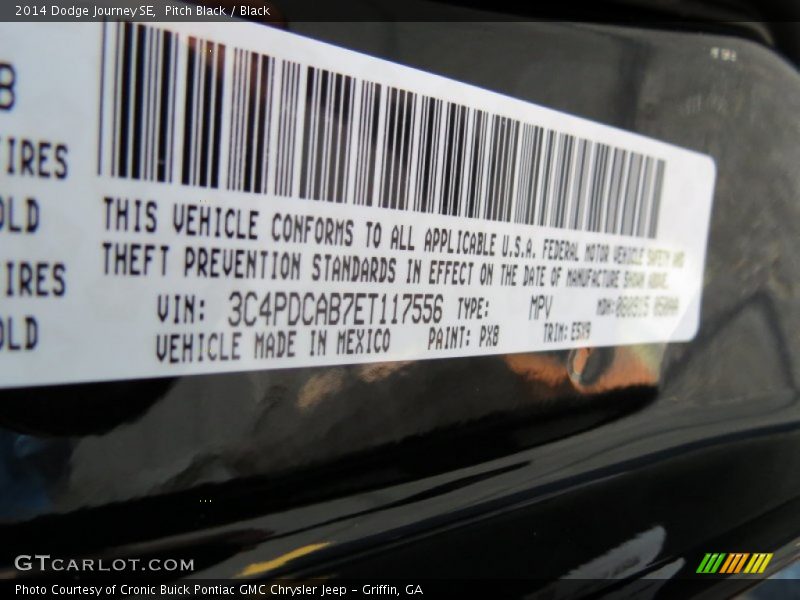 2014 Dodge Journey SE, Pitch Black / Black
B
IRES
OLD
IRES
OLD
THIS VEHICLE CONFORMS TO ALL APPLICABLE U.S.A. FEDERAL MOTOR VEHICLE SAFETY AND
THEFT PREVENTION STANDARDS IN EFFECT ON THE DATE OF MANUFACTURE SHOWN ABOVE.
VIN: 3C4PDCAB7ET117556 TYPE: MPV MDH:
VEHICLE MADE IN MEXICO PAINT: PX8 TRIM:
GTCARLOT.COM
Photo Courtesy of Cronic Buick Pontiac GMC Chrysler Jeep - Griffin, GA